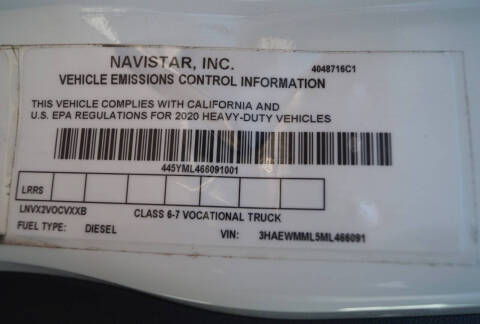 NAVISTAR, INC.
4048716C1
VEHICLE EMISSIONS CONTROL INFORMATION
THIS VEHICLE COMPLIES WITH CALIFORNIA AND
U.S. EPA REGULATIONS FOR 2020 HEAVY-DUTY VEHICLES
445YML466091001
LRRS
LNVX2VOCVXXB CLASS 6-7 VOCATIONAL TRUCK
FUEL TYPE: DIESEL VIN: 3HAEWMML5ML466091